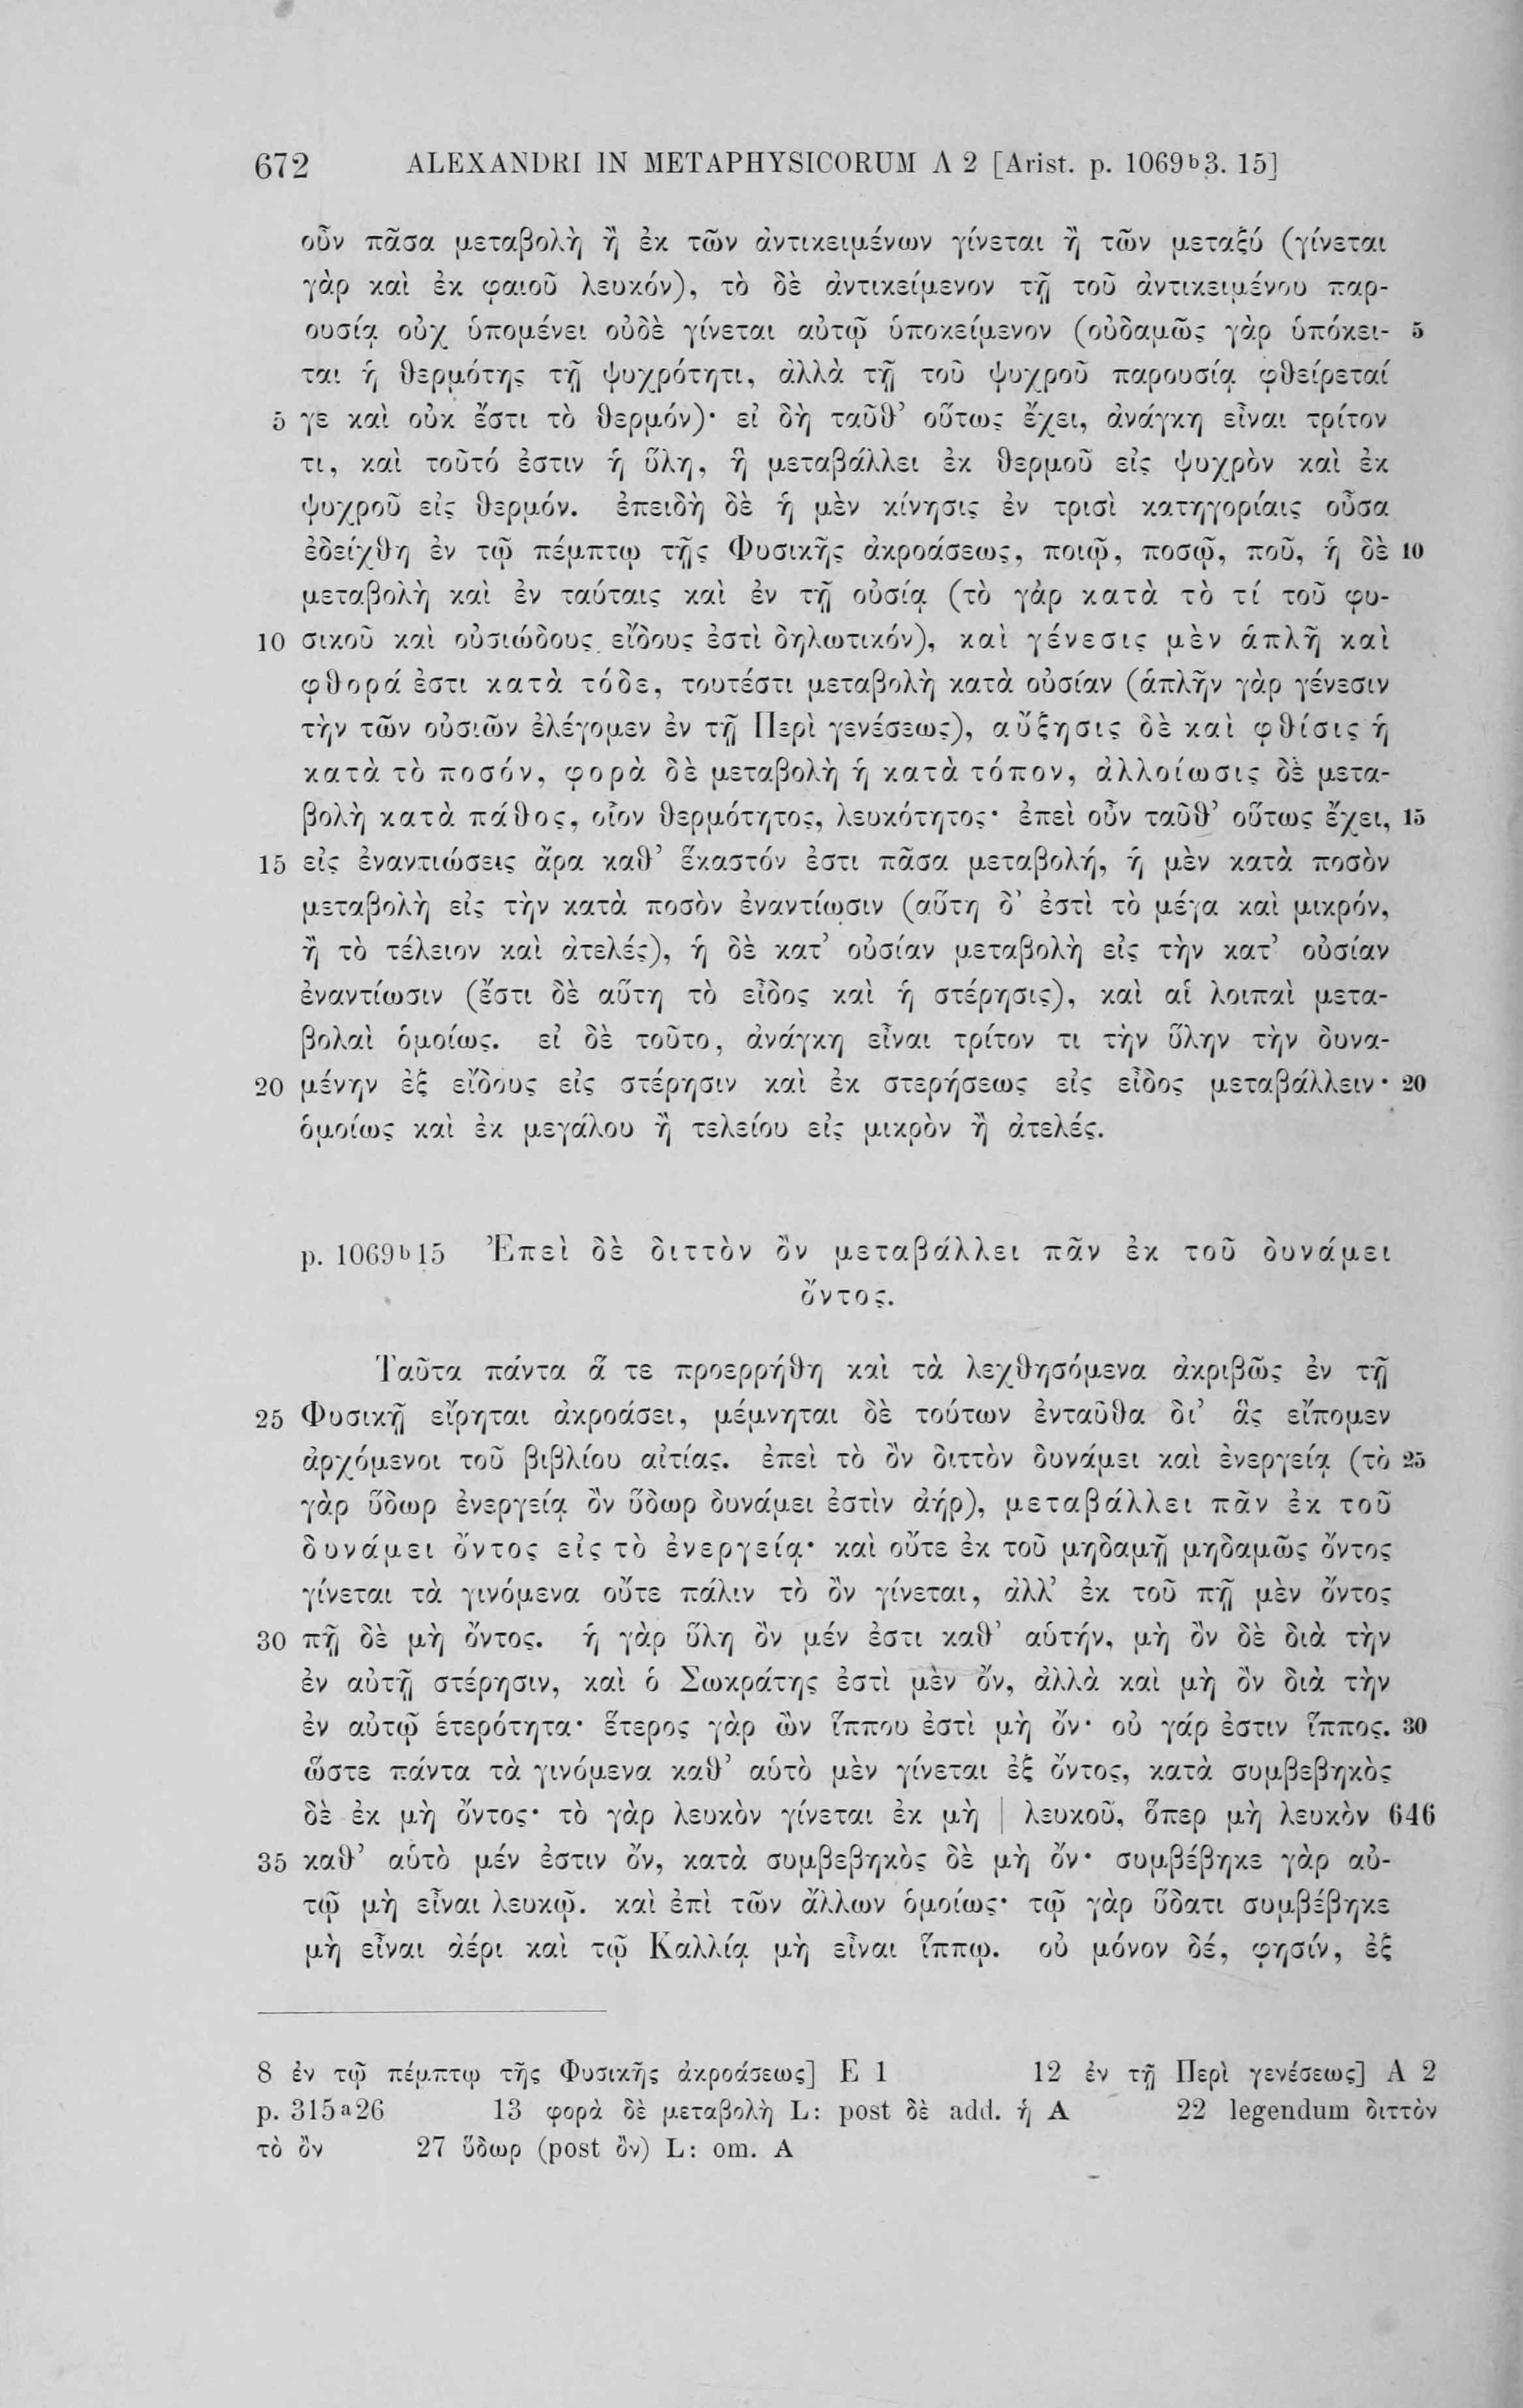 672 ALEXANDRI IN METAPHYSICORUM Λ 2 [Arist. p. 1069ᵇ3. 15]
οὖν πᾶσα μεταβολὴ ἢ ἐκ τῶν ἀντικειμένων γίνεται ἢ τῶν μεταξύ (γίνεται
γὰρ καὶ ἐκ φαιοῦ λευκόν), τὸ δὲ ἀντικείμενον τῇ τοῦ ἀντικειμένου παρ-
ουσίᾳ οὐχ ὑπομένει οὐδὲ γίνεται αὐτῷ ὑποκείμενον (οὐδαμῶς γὰρ ὑπόκει- 5
ται ἡ θερμότης τῇ ψυχρότητι, ἀλλὰ τῇ τοῦ ψυχροῦ παρουσίᾳ φθείρεταί
5 γε καὶ οὐκ ἔστι τὸ θερμόν)· εἰ δὴ ταῦθ’ οὕτως ἔχει, ἀνάγκη εἶναι τρίτον
τι, καὶ τοῦτό ἐστιν ἡ ὕλη, ἣ μεταβάλλει ἐκ θερμοῦ εἰς ψυχρὸν καὶ ἐκ
ψυχροῦ εἰς θερμόν. ἐπειδὴ δὲ ἡ μὲν κίνησις ἐν τρισὶ κατηγορίαις οὖσα
ἐδείχθη ἐν τῷ πέμπτῳ τῆς Φυσικῆς ἀκροάσεως, ποιῷ, ποσῷ, ποῦ, ἡ δὲ 10
μεταβολὴ καὶ ἐν ταύταις καὶ ἐν τῇ οὐσίᾳ (τὸ γὰρ κατὰ τὸ τί τοῦ φυ-
10 σικοῦ καὶ οὐσιώδους εἴδους ἐστὶ δηλωτικόν), καὶ γένεσις μὲν ἁπλῆ καὶ
φθορά ἐστι κατὰ τόδε, τουτέστι μεταβολὴ κατὰ οὐσίαν (ἁπλῆν γὰρ γένεσιν
τὴν τῶν οὐσιῶν ἐλέγομεν ἐν τῇ Περὶ γενέσεως), αὔξησις δὲ καὶ φθίσις ἡ
κατὰ τὸ ποσόν, φορὰ δὲ μεταβολὴ ἡ κατὰ τόπον, ἀλλοίωσις δὲ μετα-
βολὴ κατὰ πάθος, οἷον θερμότητος, λευκότητος· ἐπεὶ οὖν ταῦθ’ οὕτως ἔχει, 15
15 εἰς ἐναντιώσεις ἄρα καθ’ ἕκαστόν ἐστι πᾶσα μεταβολή, ἡ μὲν κατὰ ποσὸν
μεταβολὴ εἰς τὴν κατὰ ποσὸν ἐναντίωσιν (αὕτη δ’ ἐστὶ τὸ μέγα καὶ μικρόν,
ἢ τὸ τέλειον καὶ ἀτελές), ἡ δὲ κατ’ οὐσίαν μεταβολὴ εἰς τὴν κατ’ οὐσίαν
ἐναντίωσιν (ἔστι δὲ αὕτη τὸ εἶδος καὶ ἡ στέρησις), καὶ αἱ λοιπαὶ μετα-
βολαὶ ὁμοίως. εἰ δὲ τοῦτο, ἀνάγκη εἶναι τρίτον τι τὴν ὕλην τὴν δυνα-
20 μένην ἐξ εἴδους εἰς στέρησιν καὶ ἐκ στερήσεως εἰς εἶδος μεταβάλλειν· 20
ὁμοίως καὶ ἐκ μεγάλου ἢ τελείου εἰς μικρὸν ἢ ἀτελές.
p. 1069ᵇ15 Ἐπεὶ δὲ διττὸν ὂν μεταβάλλει πᾶν ἐκ τοῦ δυνάμει
ὄντος.
Ταῦτα πάντα ἅ τε προερρήθη καὶ τὰ λεχθησόμενα ἀκριβῶς ἐν τῇ
25 Φυσικῇ εἴρηται ἀκροάσει, μέμνηται δὲ τούτων ἐνταῦθα δι’ ἃς εἴπομεν
ἀρχόμενοι τοῦ βιβλίου αἰτίας. ἐπεὶ τὸ ὂν διττὸν δυνάμει καὶ ἐνεργείᾳ (τὸ 25
γὰρ ὕδωρ ἐνεργείᾳ ὂν ὕδωρ δυνάμει ἐστὶν ἀήρ), μεταβάλλει πᾶν ἐκ τοῦ
δυνάμει ὄντος εἰς τὸ ἐνεργείᾳ· καὶ οὔτε ἐκ τοῦ μηδαμῇ μηδαμῶς ὄντος
γίνεται τὰ γινόμενα οὔτε πάλιν τὸ ὂν γίνεται, ἀλλ’ ἐκ τοῦ πῇ μὲν ὄντος
30 πῇ δὲ μὴ ὄντος. ἡ γὰρ ὕλη ὂν μέν ἐστι καθ’ αὑτήν, μὴ ὂν δὲ διὰ τὴν
ἐν αὐτῇ στέρησιν, καὶ ὁ Σωκράτης ἐστὶ μὲν ὄν, ἀλλὰ καὶ μὴ ὂν διὰ τὴν
ἐν αὐτῷ ἑτερότητα· ἕτερος γὰρ ὢν ἵππου ἐστὶ μὴ ὄν· οὐ γάρ ἐστιν ἵππος. 30
ὥστε πάντα τὰ γινόμενα καθ’ αὑτὸ μὲν γίνεται ἐξ ὄντος, κατὰ συμβεβηκὸς
δὲ ἐκ μὴ ὄντος· τὸ γὰρ λευκὸν γίνεται ἐκ μὴ | λευκοῦ, ὅπερ μὴ λευκὸν 646
35 καθ’ αὑτὸ μέν ἐστιν ὄν, κατὰ συμβεβηκὸς δὲ μὴ ὄν· συμβέβηκε γὰρ αὐ-
τῷ μὴ εἶναι λευκῷ. καὶ ἐπὶ τῶν ἄλλων ὁμοίως· τῷ γὰρ ὕδατι συμβέβηκε
μὴ εἶναι ἀέρι καὶ τῷ Καλλίᾳ μὴ εἶναι ἵππῳ. οὐ μόνον δέ, φησίν, ἐξ
8 ἐν τῷ πέμπτῳ τῆς Φυσικῆς ἀκροάσεως] E 1 12 ἐν τῇ Περὶ γενέσεως] A 2
p. 315ᵃ26 13 φορὰ δὲ μεταβολὴ L: post δὲ add. ἡ A 22 legendum διττὸν
τὸ ὂν 27 ὕδωρ (post ὂν) L: om. A